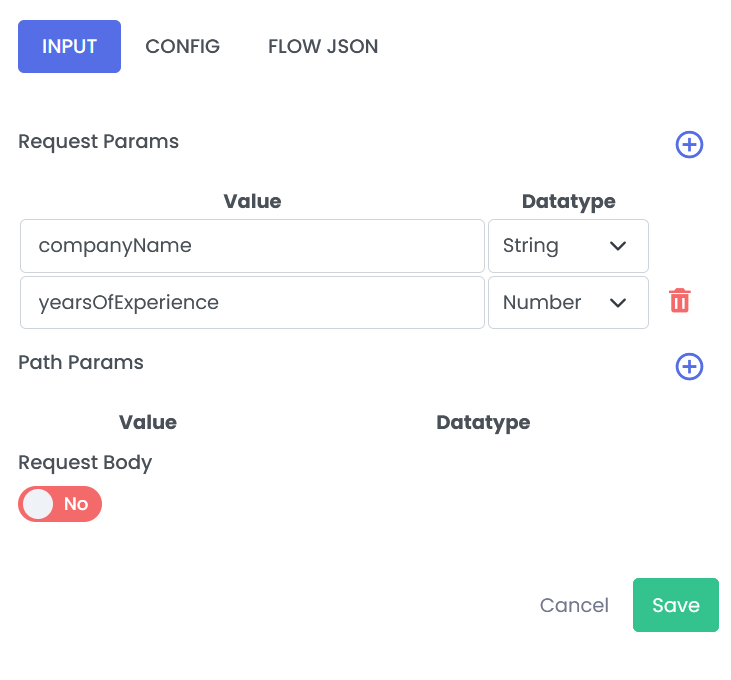 INPUT CONFIG FLOW JSON
Request Params
Value Datatype
companyName String
yearsOfExperience Number
Path Params
Value Datatype
Request Body
No
Cancel Save